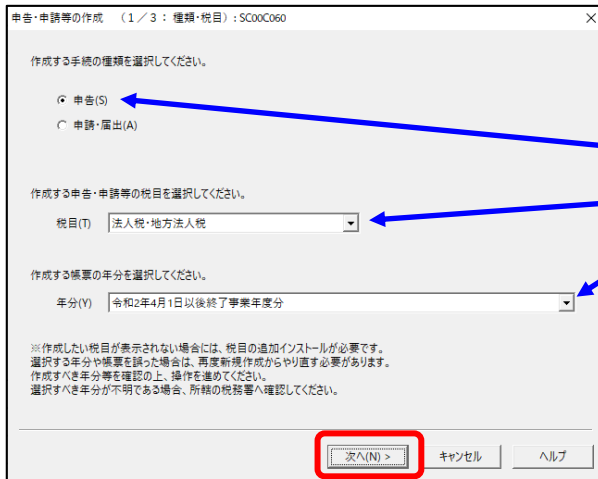 申告・申請等の作成　（1／3：種類・税目）：SC00C060
作成する手続の種類を選択してください。
申告(S)
申請・届出(A)
作成する申告・申請等の税目を選択してください。
税目(T) 法人税・地方法人税
作成する帳票の年分を選択してください。
年分(Y) 令和2年4月1日以後終了事業年度分
※作成したい税目が表示されない場合には、税目の追加インストールが必要です。
選択する年分や帳票を誤った場合は、再度新規作成からやり直す必要があります。
作成すべき年分等を確認の上、操作を進めてください。
選択すべき年分が不明である場合、所轄の税務署へ確認してください。
次へ(N) > キャンセル ヘルプ